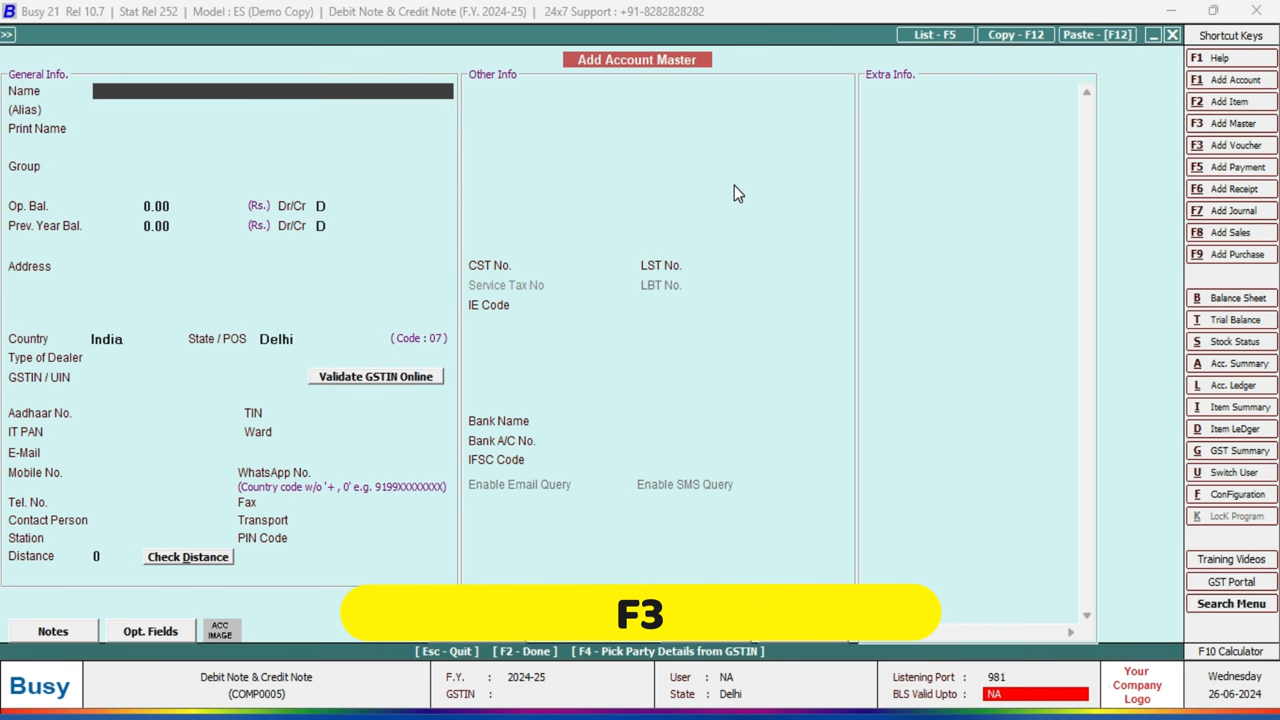 B Busy 21 Rel 10.7 | Stat Rel 252 | Model : ES (Demo Copy) | Debit Note & Credit Note (F.Y. 2024-25) | 24x7 Support : +91-8282828282
>> List - F5 Copy - F12 Paste - [F12] Shortcut Keys
Add Account Master
General Info. Other Info Extra Info.
Name
(Alias)
Print Name
Group
Op. Bal. 0.00 (Rs.) Dr/Cr D
Prev. Year Bal. 0.00 (Rs.) Dr/Cr D
Address
Country India State / POS Delhi ( Code : 07 )
Type of Dealer
GSTIN / UIN Validate GSTIN Online
Aadhaar No. TIN
IT PAN Ward
E-Mail
Mobile No. WhatsApp No.
(Country code w/o '+ , 0' e.g. 9199XXXXXXXX)
Tel. No. Fax
Contact Person Transport
Station PIN Code
Distance 0 Check Distance
CST No. LST No.
Service Tax No LBT No.
IE Code
Bank Name
Bank A/C No.
IFSC Code
Enable Email Query Enable SMS Query
F1 Help
F1 Add Account
F2 Add Item
F3 Add Master
F3 Add Voucher
F5 Add Payment
F6 Add Receipt
F7 Add Journal
F8 Add Sales
F9 Add Purchase
B Balance Sheet
T Trial Balance
S Stock Status
A Acc. Summary
L Acc. Ledger
I Item Summary
D Item LeDger
G GST Summary
U Switch User
F ConFiguration
K LocK Program
Training Videos
GST Portal
Search Menu
F3
Notes Opt. Fields ACC IMAGE
[ Esc - Quit ] [ F2 - Done ] [ F4 - Pick Party Details from GSTIN ] F10 Calculator
Busy
Debit Note & Credit Note
(COMP0005)
F.Y. : 2024-25
GSTIN :
User : NA
State : Delhi
Listening Port : 981
BLS Valid Upto : NA
Your
Company
Logo
Wednesday
26-06-2024